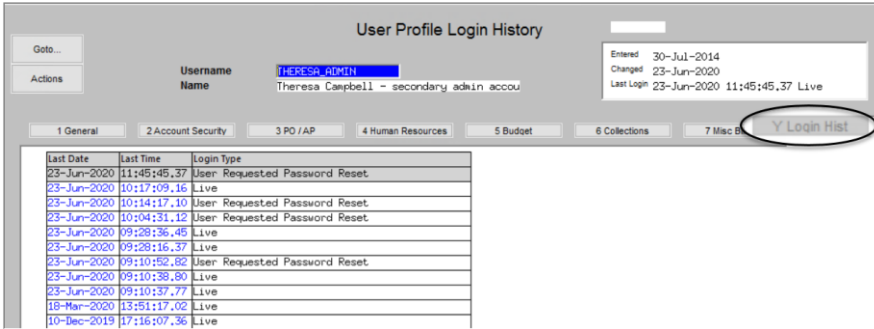 User Profile Login History
Goto...
Actions
Username THERESA_ADMIN
Name Theresa Campbell - secondary admin accou
Entered 30-Jul-2014
Changed 23-Jun-2020
Last Login 23-Jun-2020 11:45:45.37 Live
1 General 2 Account Security 3 PO / AP 4 Human Resources 5 Budget 6 Collections 7 Misc B Y Login Hist
Last Date Last Time Login Type
23-Jun-2020 11:45:45.37 User Requested Password Reset
23-Jun-2020 10:17:09.16 Live
23-Jun-2020 10:14:17.10 User Requested Password Reset
23-Jun-2020 10:04:31.12 User Requested Password Reset
23-Jun-2020 09:28:36.45 Live
23-Jun-2020 09:28:16.37 Live
23-Jun-2020 09:10:52.82 User Requested Password Reset
23-Jun-2020 09:10:38.80 Live
23-Jun-2020 09:10:37.77 Live
18-Mar-2020 13:51:17.02 Live
10-Dec-2019 17:16:07.36 Live